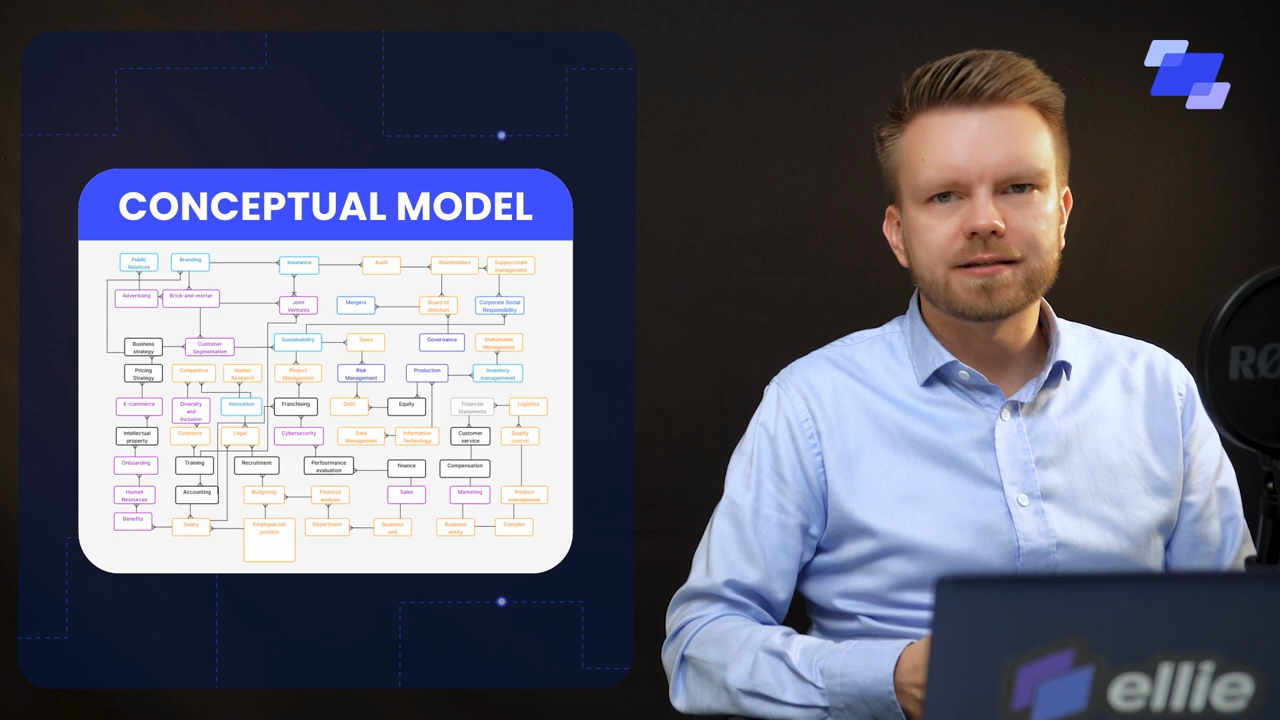 CONCEPTUAL MODEL
Public
Relations
Branding
Insurance
Audit
Shareholders
Supplychain
management
Advertising
Brick-and-mortar
Joint
Ventures
Mergers
Board of
directors
Corporate Social
Responsibility
Business
strategy
Customer
Segmentation
Sustainability
Taxes
Governance
Stakeholder
Management
Pricing
Strategy
Competitive
Market
Research
Project
Management
Risk
Management
Production
Inventory
managemenet
E-commerce
Diversity
and
Inclusion
Innovation
Franchising
Debt
Equity
Financial
Statements
Logistics
Intellectual
property
Contracts
Legal
Cybersecurity
Data
Management
Information
Technology
Customer
service
Quality
control
Onboarding
Training
Recruitment
Perfoormance
evaluation
finance
Compensation
Human
Resources
Accounting
Budgeting
Financial
analysis
Sales
Marketing
Product
management
Benefits
Salary
EmployeeJob
position
Department
Business
unit
Business
entity
Complex
RØ
ellie